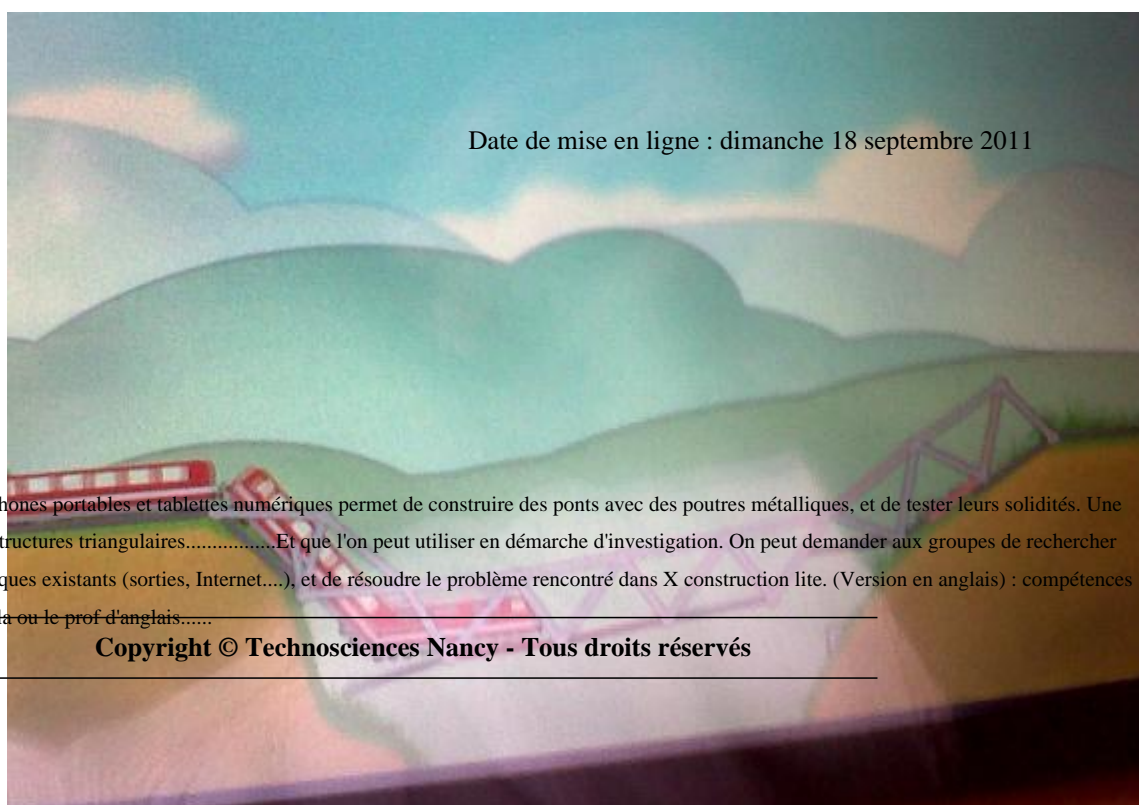 Date de mise en ligne : dimanche 18 septembre 2011
hones portables et tablettes numériques permet de construire des ponts avec des poutres métalliques, et de tester leurs solidités. Une
tructures triangulaires.................Et que l'on peut utiliser en démarche d'investigation. On peut demander aux groupes de rechercher
ques existants (sorties, Internet....), et de résoudre le problème rencontré dans X construction lite. (Version en anglais) : compétences
la ou le prof d'anglais......
Copyright © Technosciences Nancy - Tous droits réservés